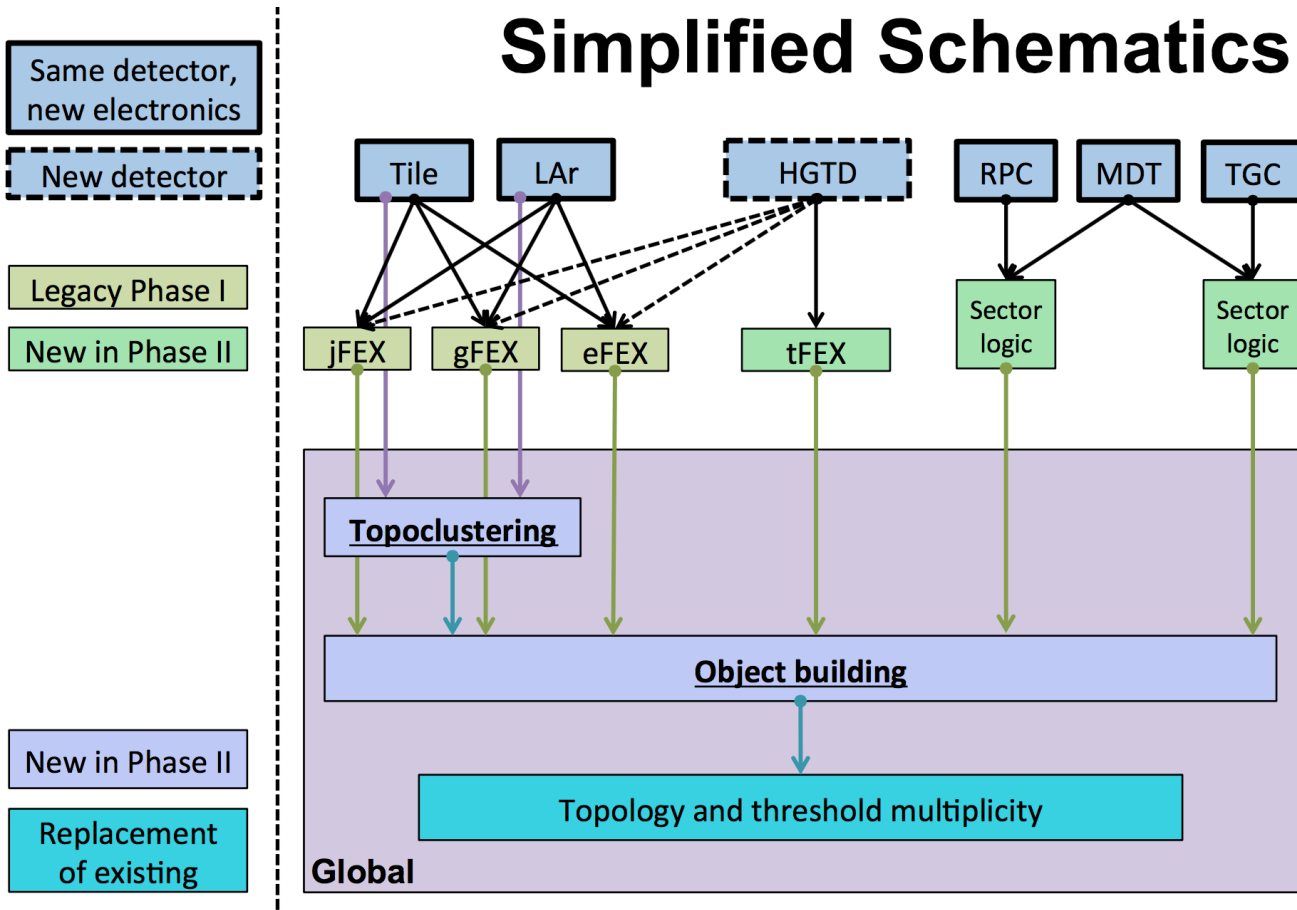 Simplified Schematics
Same detector,
new electronics
New detector
Legacy Phase I
New in Phase II
New in Phase II
Replacement
of existing
Tile
LAr
HGTD
RPC
MDT
TGC
jFEX
gFEX
eFEX
tFEX
Sector
logic
Sector
logic
Topoclustering
Object building
Topology and threshold multiplicity
Global